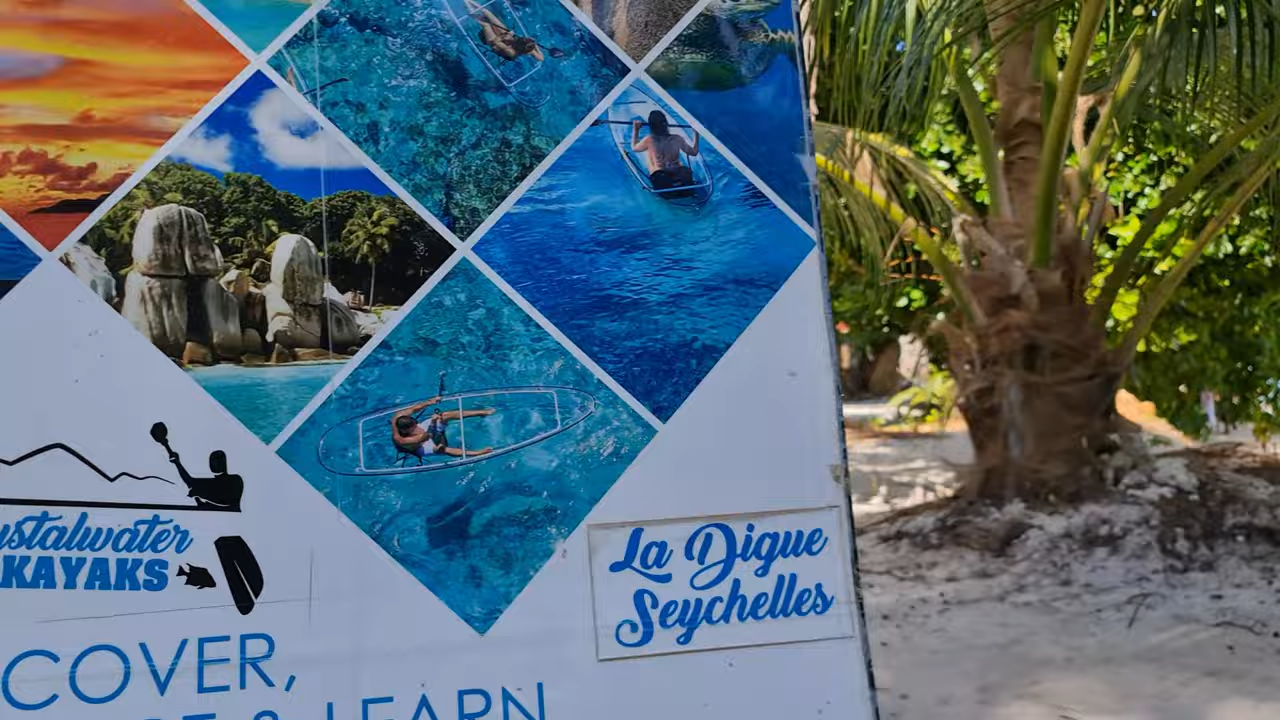 ystalwater
KAYAKS
La Digue
Seychelles
COVER,
& LEARN